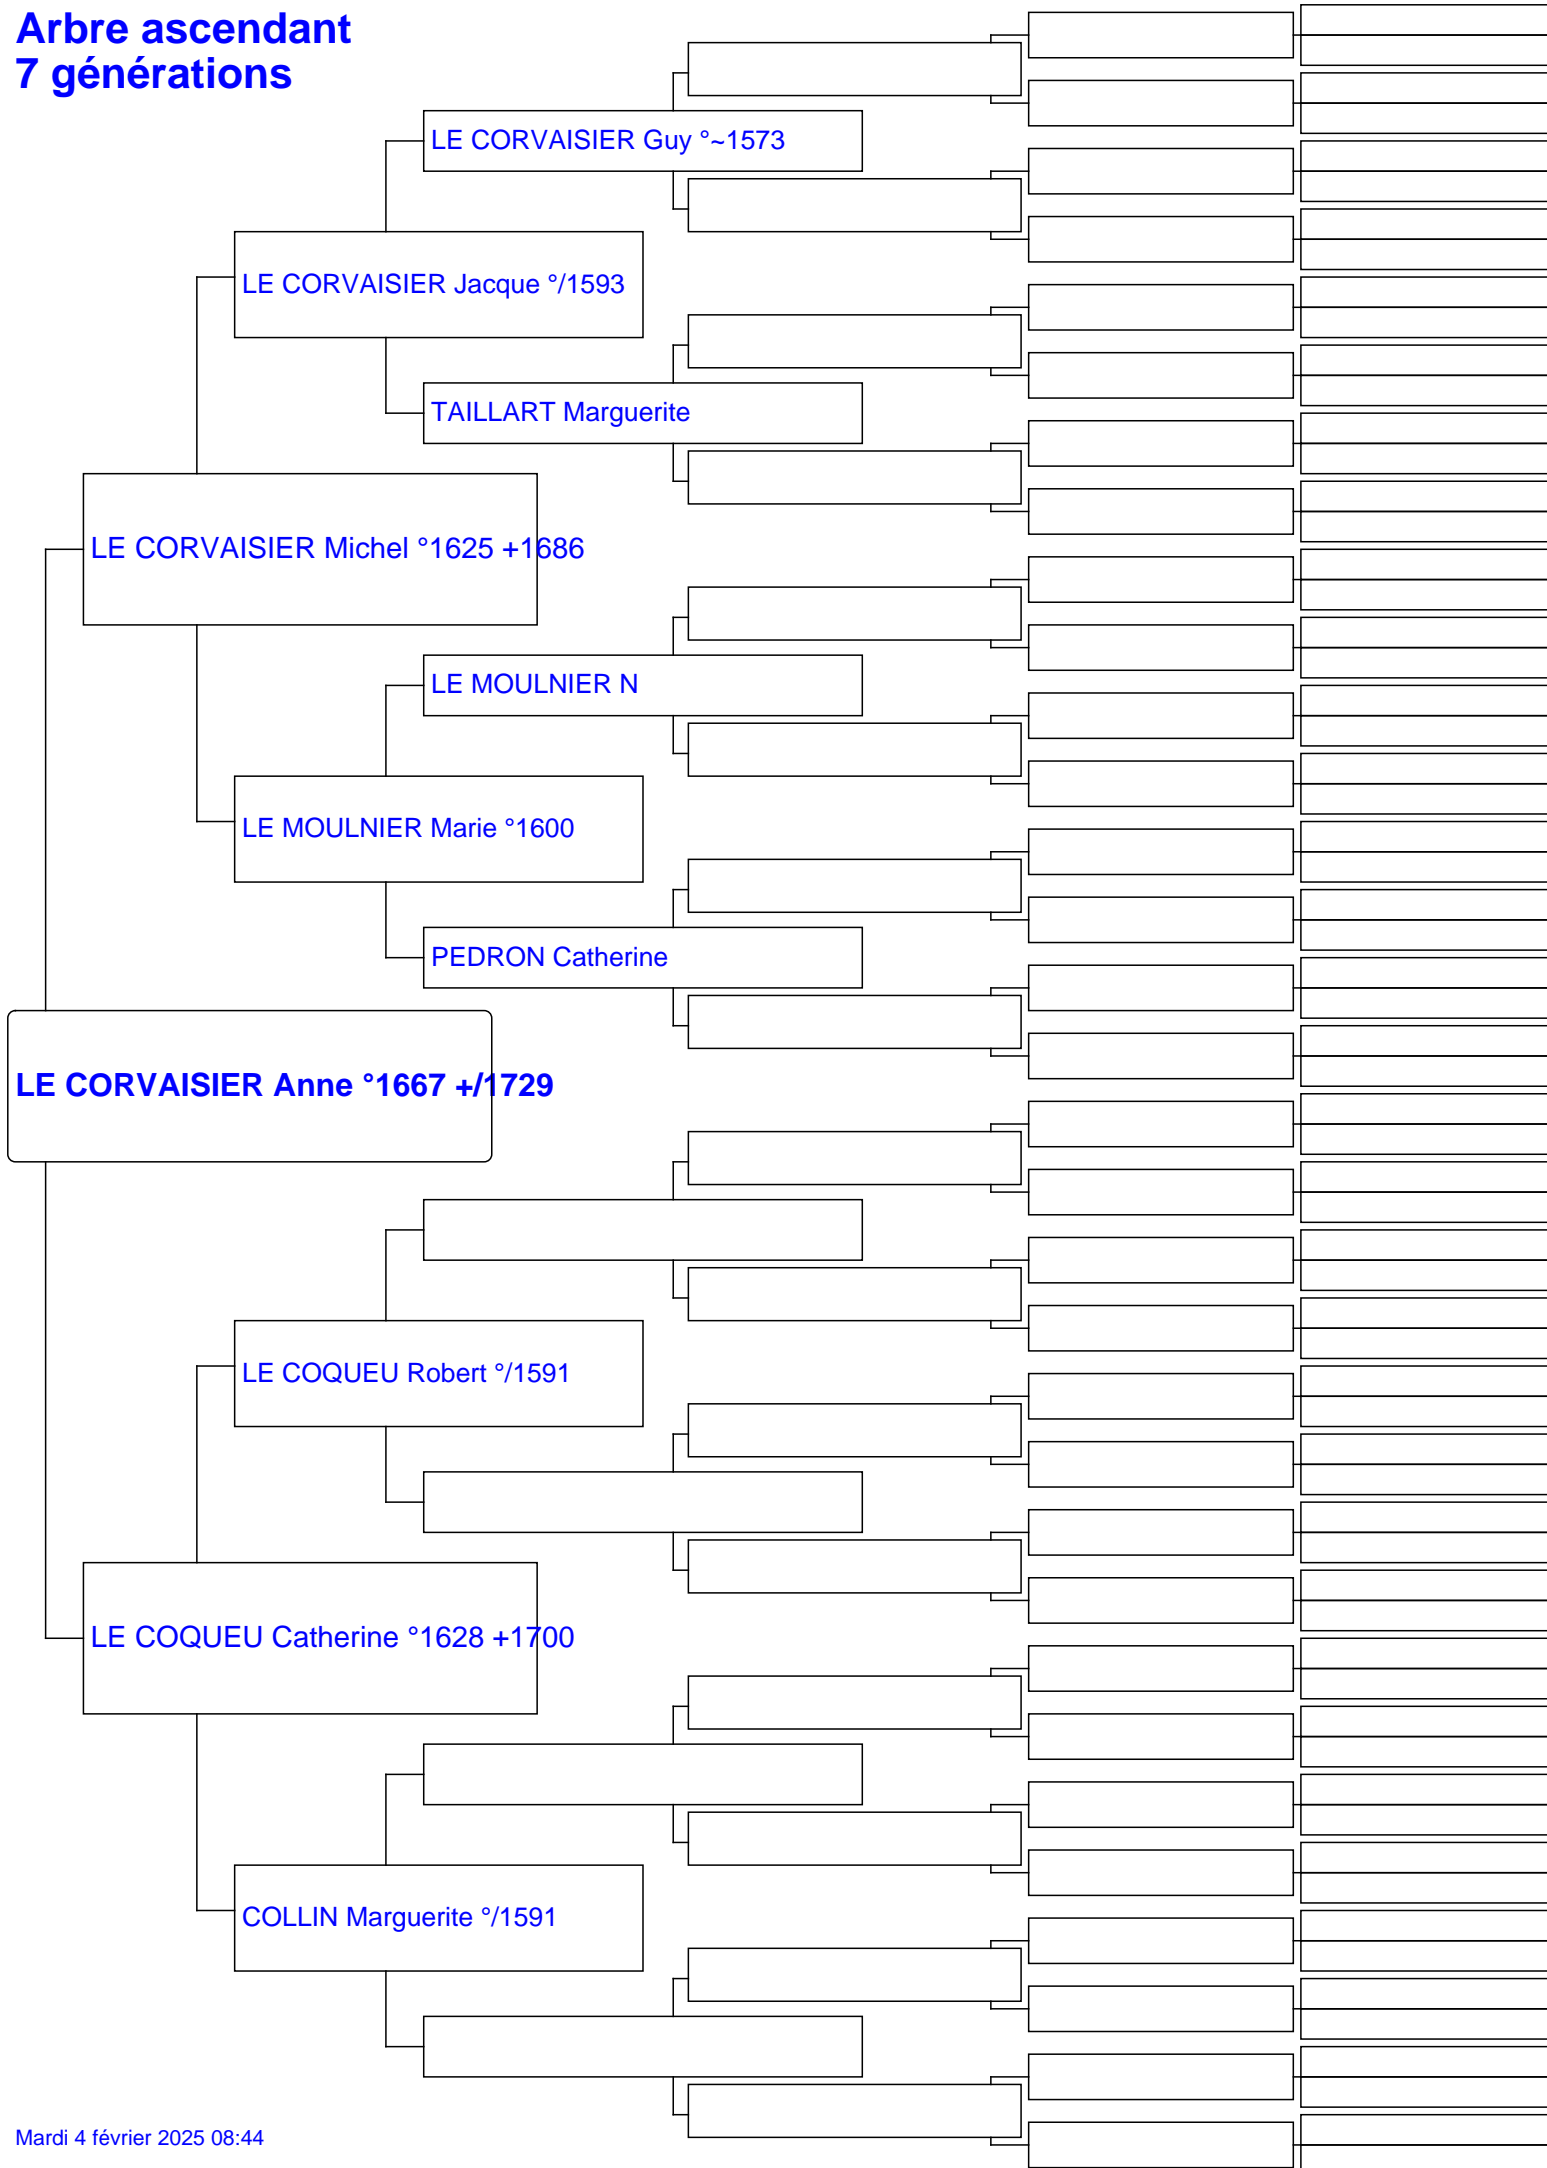 Arbre ascendant
7 générations
LE CORVAISIER Guy °~1573
LE CORVAISIER Jacque °/1593
TAILLART Marguerite
LE CORVAISIER Michel °1625 +1686
LE MOULNIER N
LE MOULNIER Marie °1600
PEDRON Catherine
LE CORVAISIER Anne °1667 +/1729
LE COQUEU Robert °/1591
LE COQUEU Catherine °1628 +1700
COLLIN Marguerite °/1591
Mardi 4 février 2025 08:44